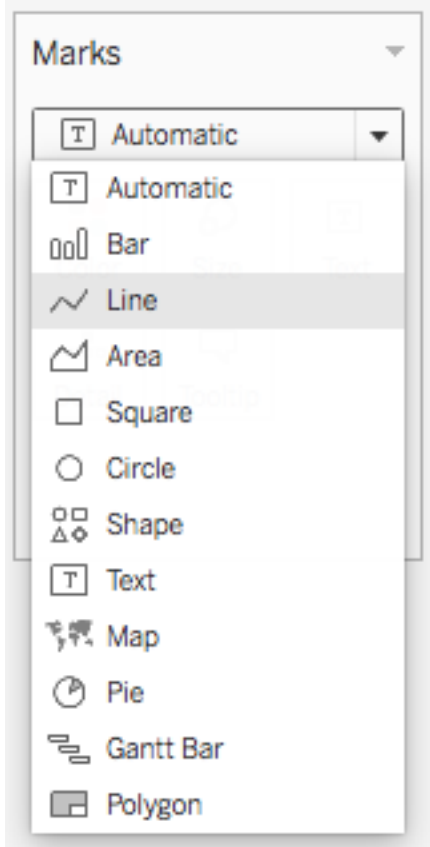 Marks
T Automatic
T Automatic
Bar
Line
Area
Square
Circle
Shape
T Text
Map
Pie
Gantt Bar
Polygon